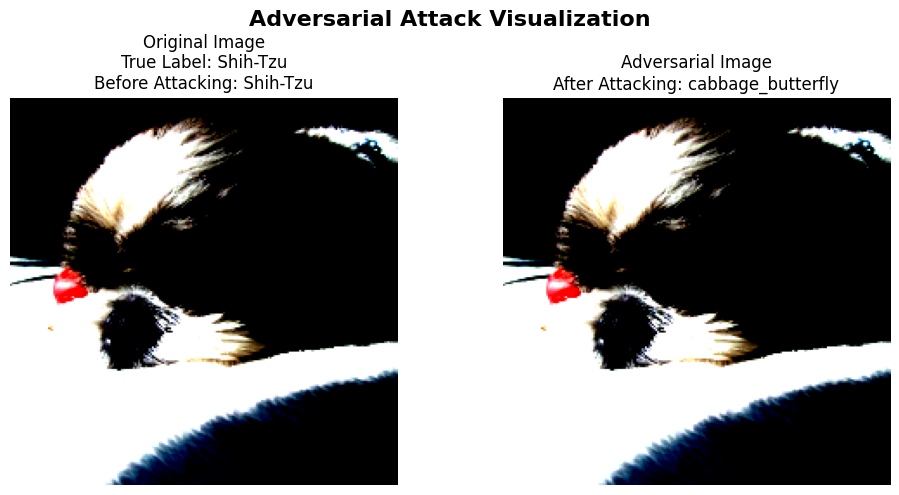 Adversarial Attack Visualization
Original Image
True Label: Shih-Tzu
Before Attacking: Shih-Tzu
Adversarial Image
After Attacking: cabbage_butterfly